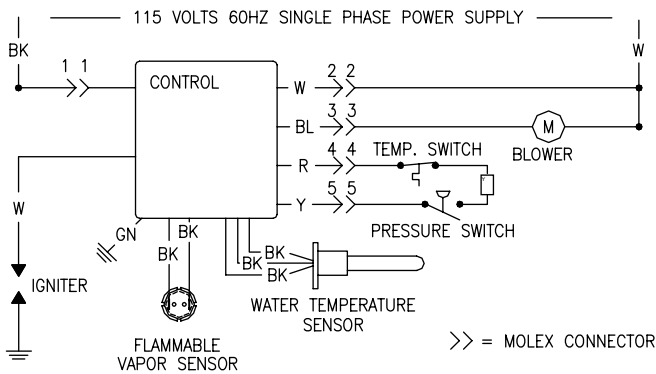 115 VOLTS 60HZ SINGLE PHASE POWER SUPPLY
BK
W
1 1
CONTROL
W
2 2
BL
3 3
M
BLOWER
R
4 4
TEMP. SWITCH
Y
5 5
PRESSURE SWITCH
W
GN
BK
BK
BK
BK
BK
IGNITER
WATER TEMPERATURE
SENSOR
FLAMMABLE
VAPOR SENSOR
>> = MOLEX CONNECTOR